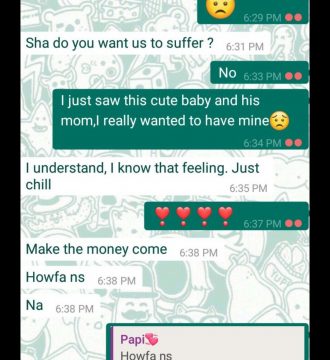 6:29 PM
Sha do you want us to suffer ? 6:31 PM
No 6:33 PM
I just saw this cute baby and his
mom,I really wanted to have mine😟
6:34 PM
I understand, I know that feeling. Just
chill 6:35 PM
❣❣❣❣ 6:37 PM
Make the money come 6:38 PM
Howfa ns 6:38 PM
Na 6:38 PM
Papi💝
Howfa ns